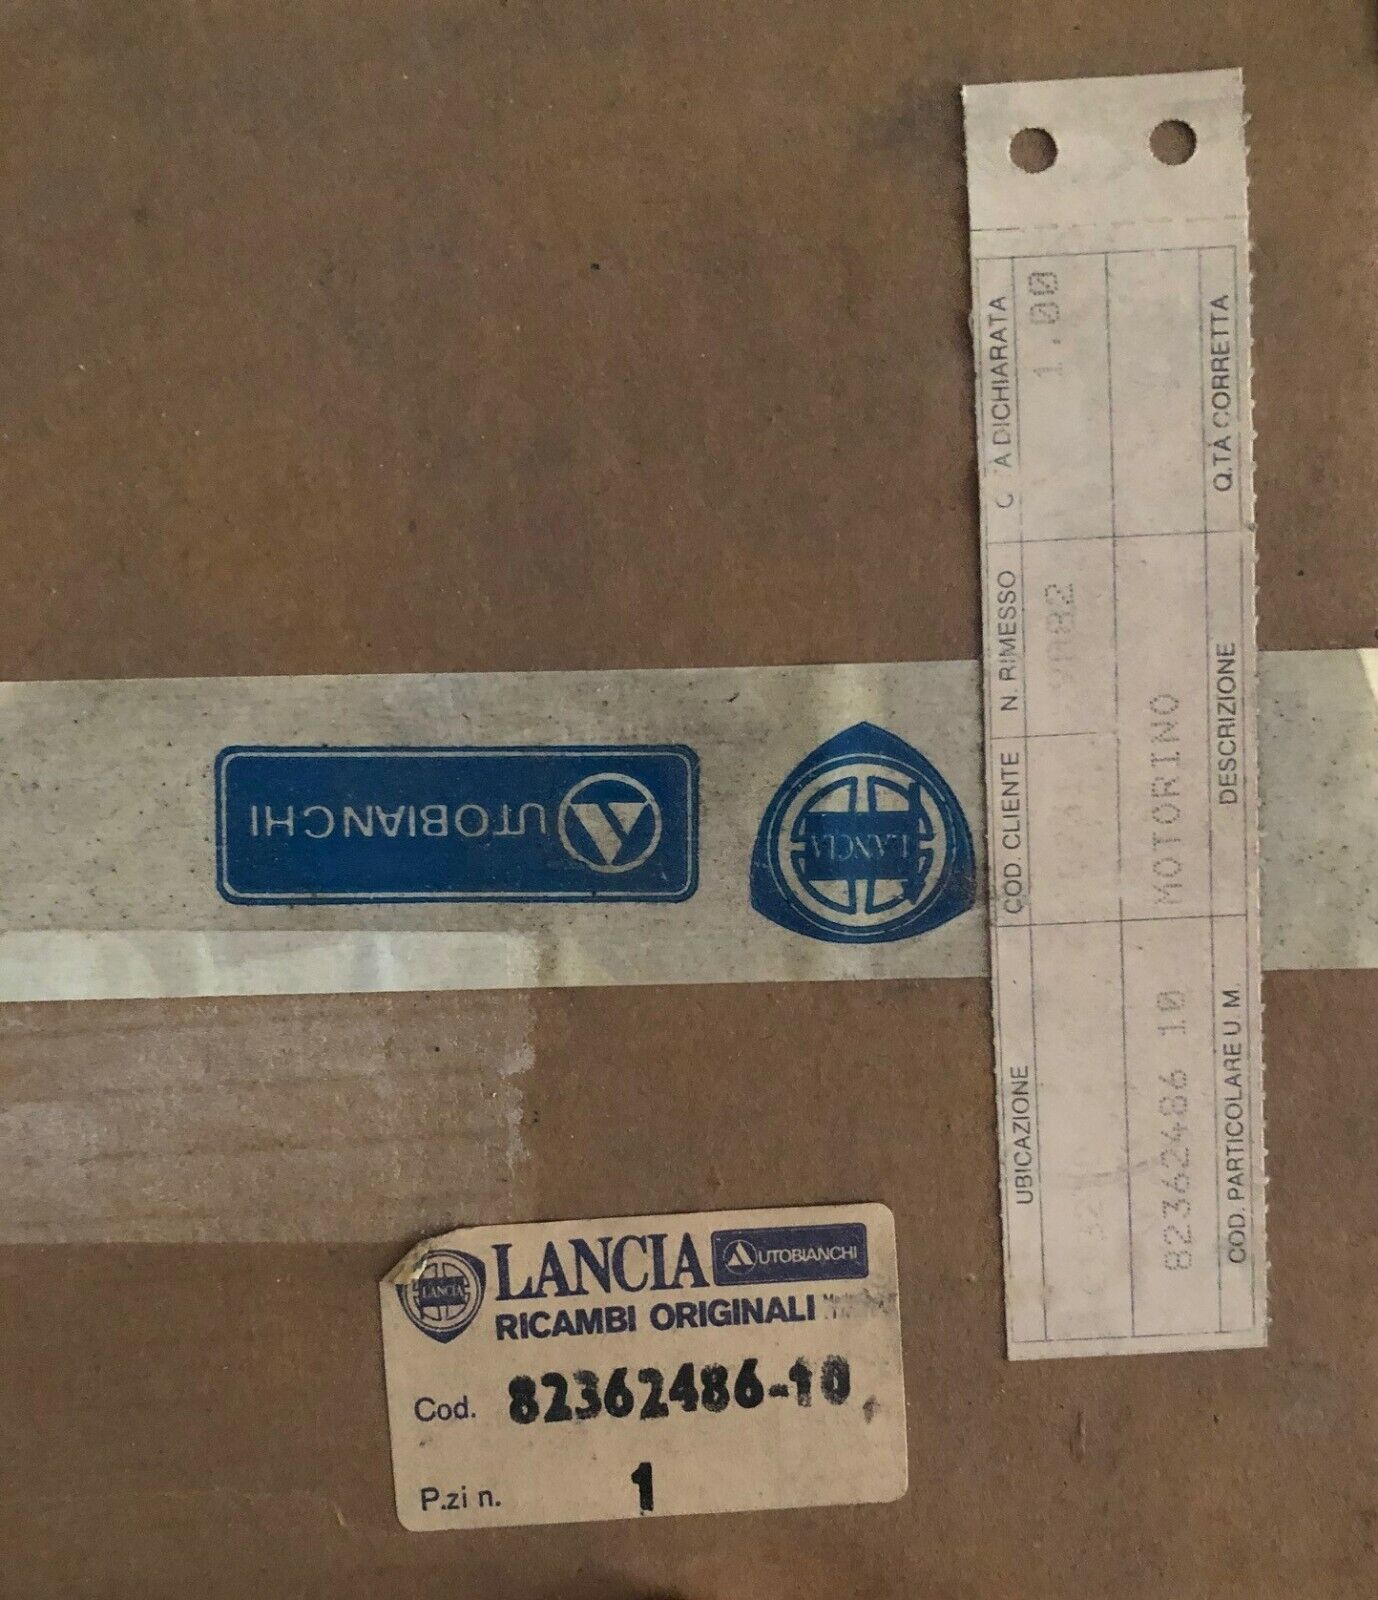 UTOBIANCHI
LANCIA
UBICAZIONE COD. CLIENTE N. RIMESSO A DICHIARATA
1.00
82362486 10 MOTORINO
COD. PARTICOLARE U. M. DESCRIZIONE Q.TÀ CORRETTA
LANCIA LANCIA UTOBIANCHI
RICAMBI ORIGINALI
Cod. 82362486-10
P.zi n. 1